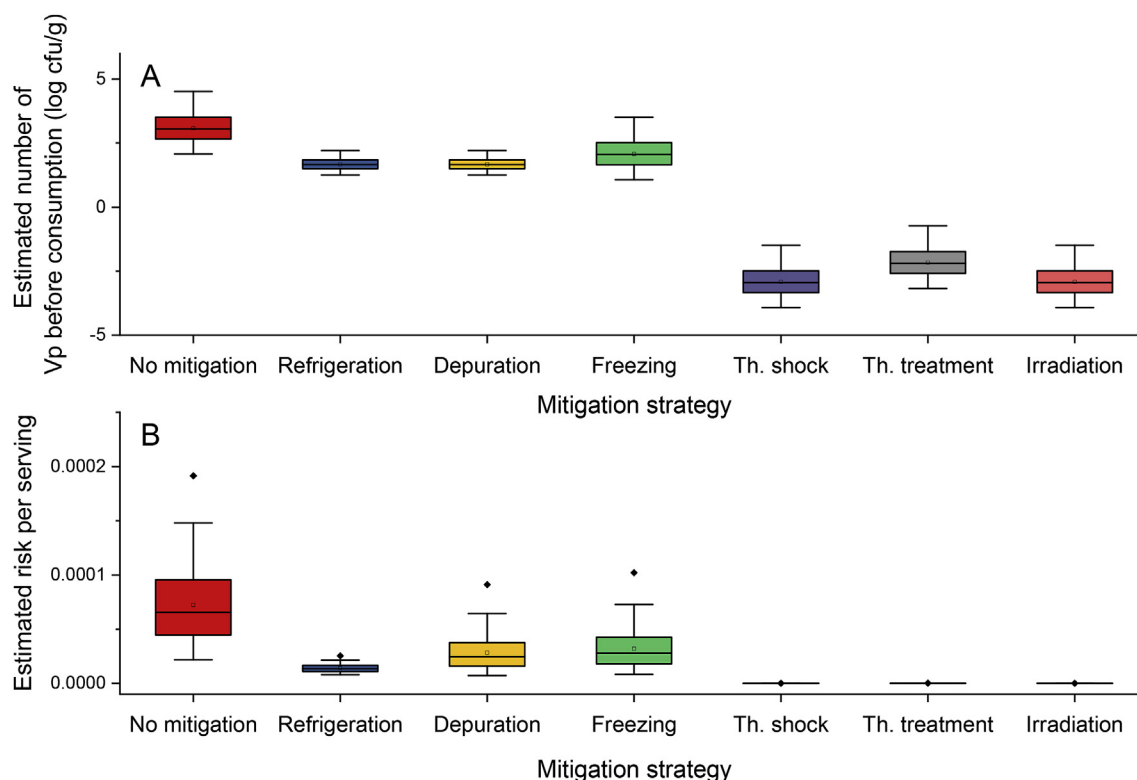 A
Estimated number of
Vp before consumption (log cfu/g)
5
0
-5
No mitigation Refrigeration Depuration Freezing Th. shock Th. treatment Irradiation
Mitigation strategy
B
Estimated risk per serving
0.0002
0.0001
0.0000
No mitigation Refrigeration Depuration Freezing Th. shock Th. treatment Irradiation
Mitigation strategy